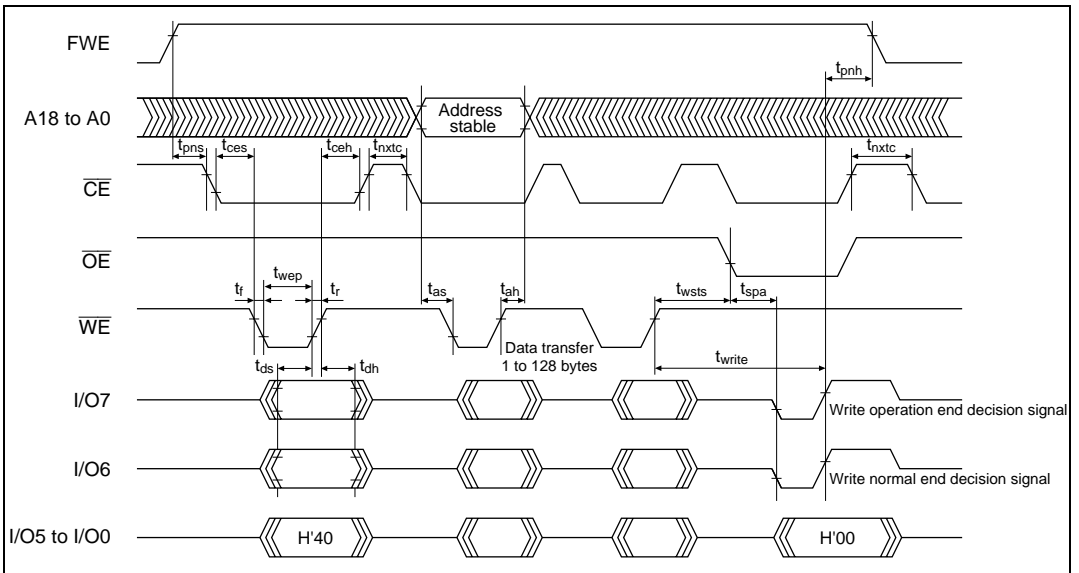 FWE
tpnh
A18 to A0
Address
stable
tpns
tces
tceh
tnxtc
tnxtc
CE
OE
tf
twep
tr
tas
tah
twsts
tspa
WE
Data transfer
1 to 128 bytes
twrite
tds
tdh
I/O7
Write operation end decision signal
I/O6
Write normal end decision signal
I/O5 to I/O0
H'40
H'00